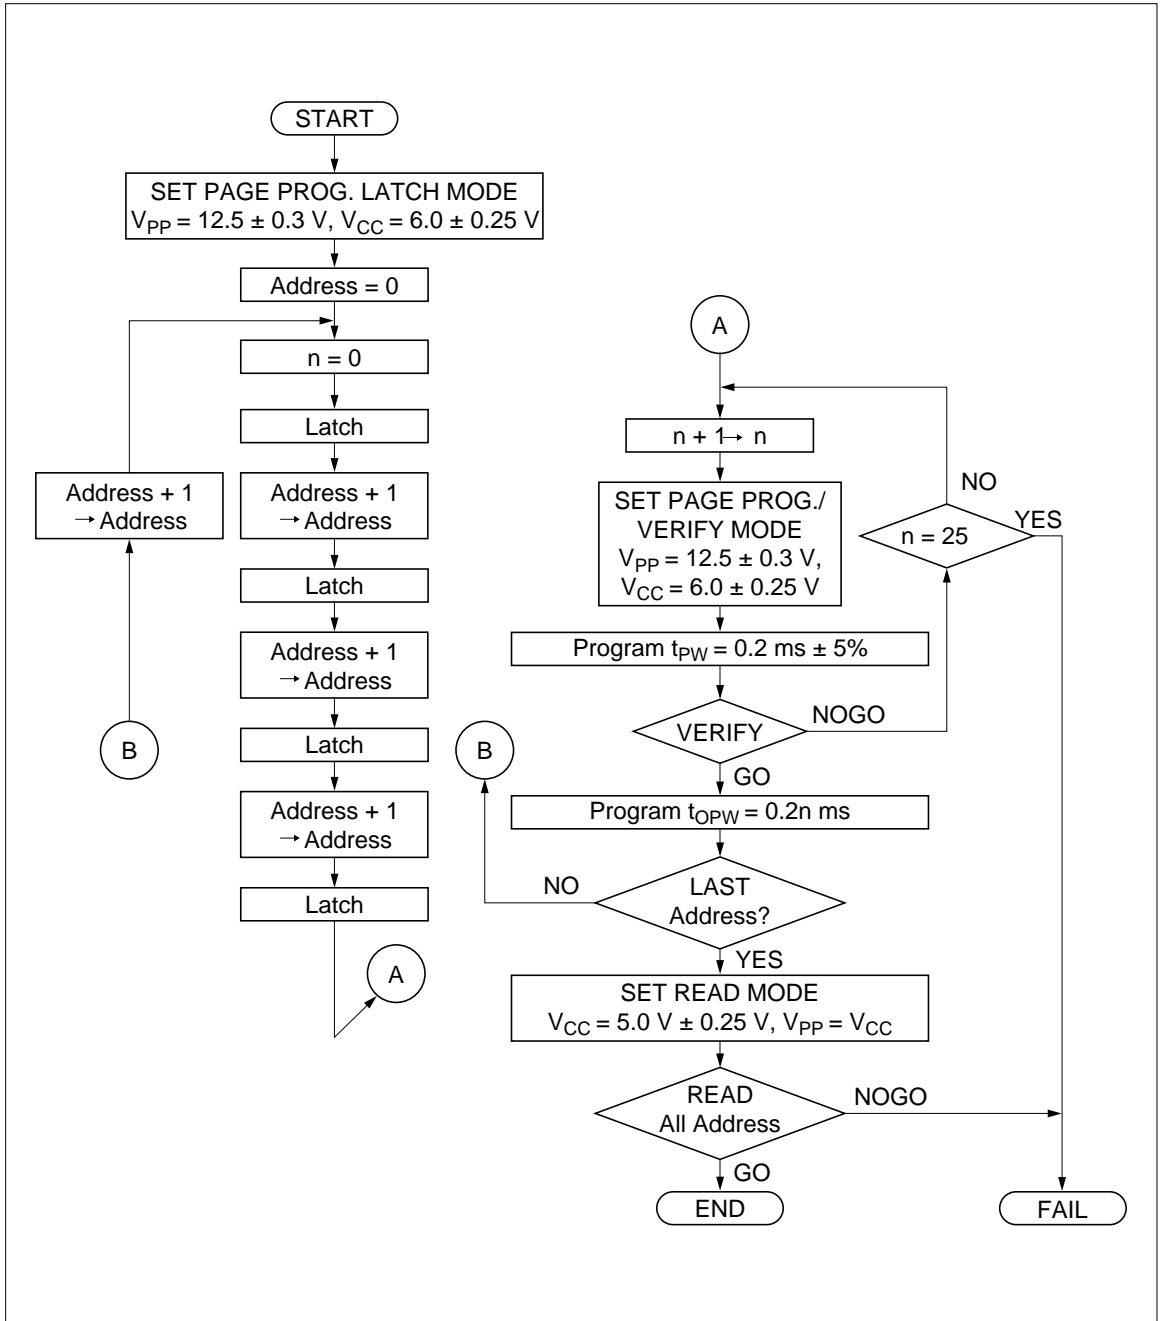 START
SET PAGE PROG. LATCH MODE
VPP = 12.5 ± 0.3 V, VCC = 6.0 ± 0.25 V
Address = 0
n = 0
Latch
Address + 1
→ Address
Latch
Address + 1
→ Address
Latch
Address + 1
→ Address
Latch
A
Address + 1
→ Address
B
A
n + 1→ n
SET PAGE PROG./
VERIFY MODE
VPP = 12.5 ± 0.3 V,
VCC = 6.0 ± 0.25 V
NO
n = 25
YES
Program tPW = 0.2 ms ± 5%
VERIFY
NOGO
GO
B
Program tOPW = 0.2n ms
NO
LAST
Address?
YES
SET READ MODE
VCC = 5.0 V ± 0.25 V, VPP = VCC
READ
All Address
NOGO
GO
END
FAIL